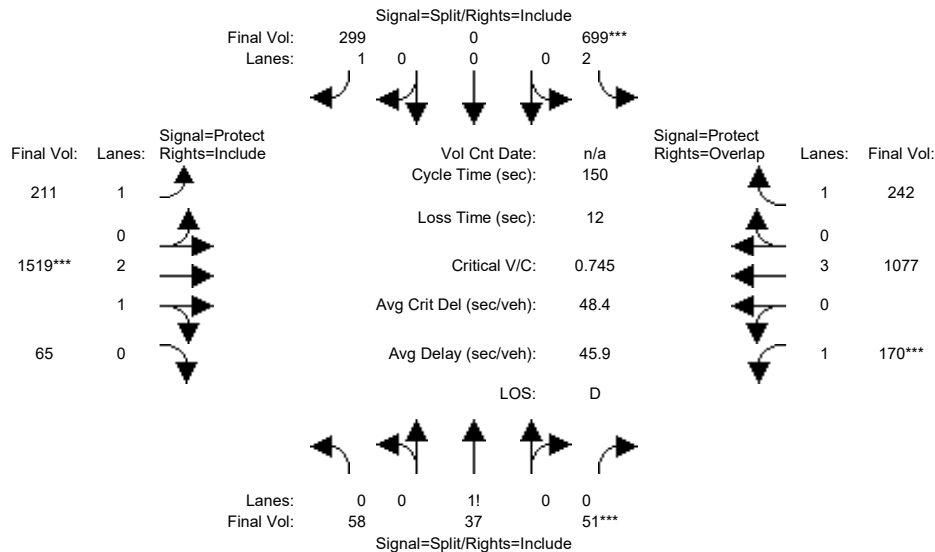 Signal=Split/Rights=Include
Final Vol: 299 0 699***
Lanes: 1 0 0 0 2
Signal=Protect Signal=Protect
Final Vol: Lanes: Rights=Include Vol Cnt Date: n/a Rights=Overlap Lanes: Final Vol:
Cycle Time (sec): 150
211 1 1 242
Loss Time (sec): 12
0 0
1519*** 2 Critical V/C: 0.745 3 1077
1 Avg Crit Del (sec/veh): 48.4 0
65 0 Avg Delay (sec/veh): 45.9 1 170***
LOS: D
Lanes: 0 0 1! 0 0
Final Vol: 58 37 51***
Signal=Split/Rights=Include